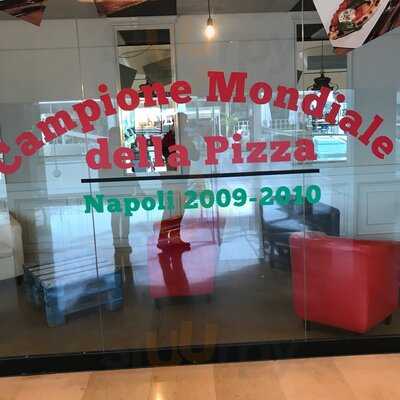 Campione Mondiale
della Pizza
Napoli 2009-2010